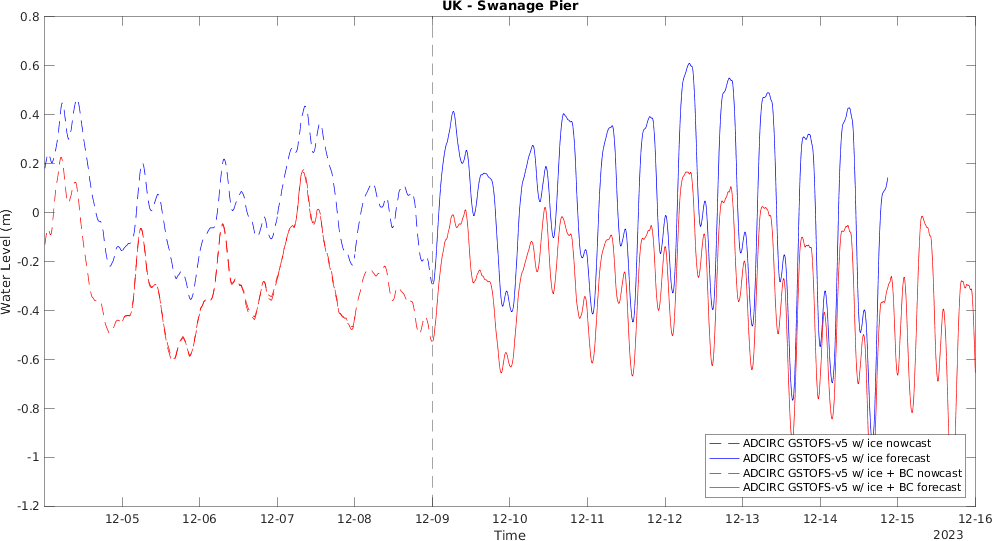 UK - Swanage Pier
0.8
0.6
0.4
0.2
0
-0.2
-0.4
-0.6
-0.8
-1
-1.2
Water Level (m)
ADCIRC GSTOFS-v5 w/ ice nowcast
ADCIRC GSTOFS-v5 w/ ice forecast
ADCIRC GSTOFS-v5 w/ ice + BC nowcast
ADCIRC GSTOFS-v5 w/ ice + BC forecast
12-05 12-06 12-07 12-08 12-09 12-10 12-11 12-12 12-13 12-14 12-15 12-16
Time
2023